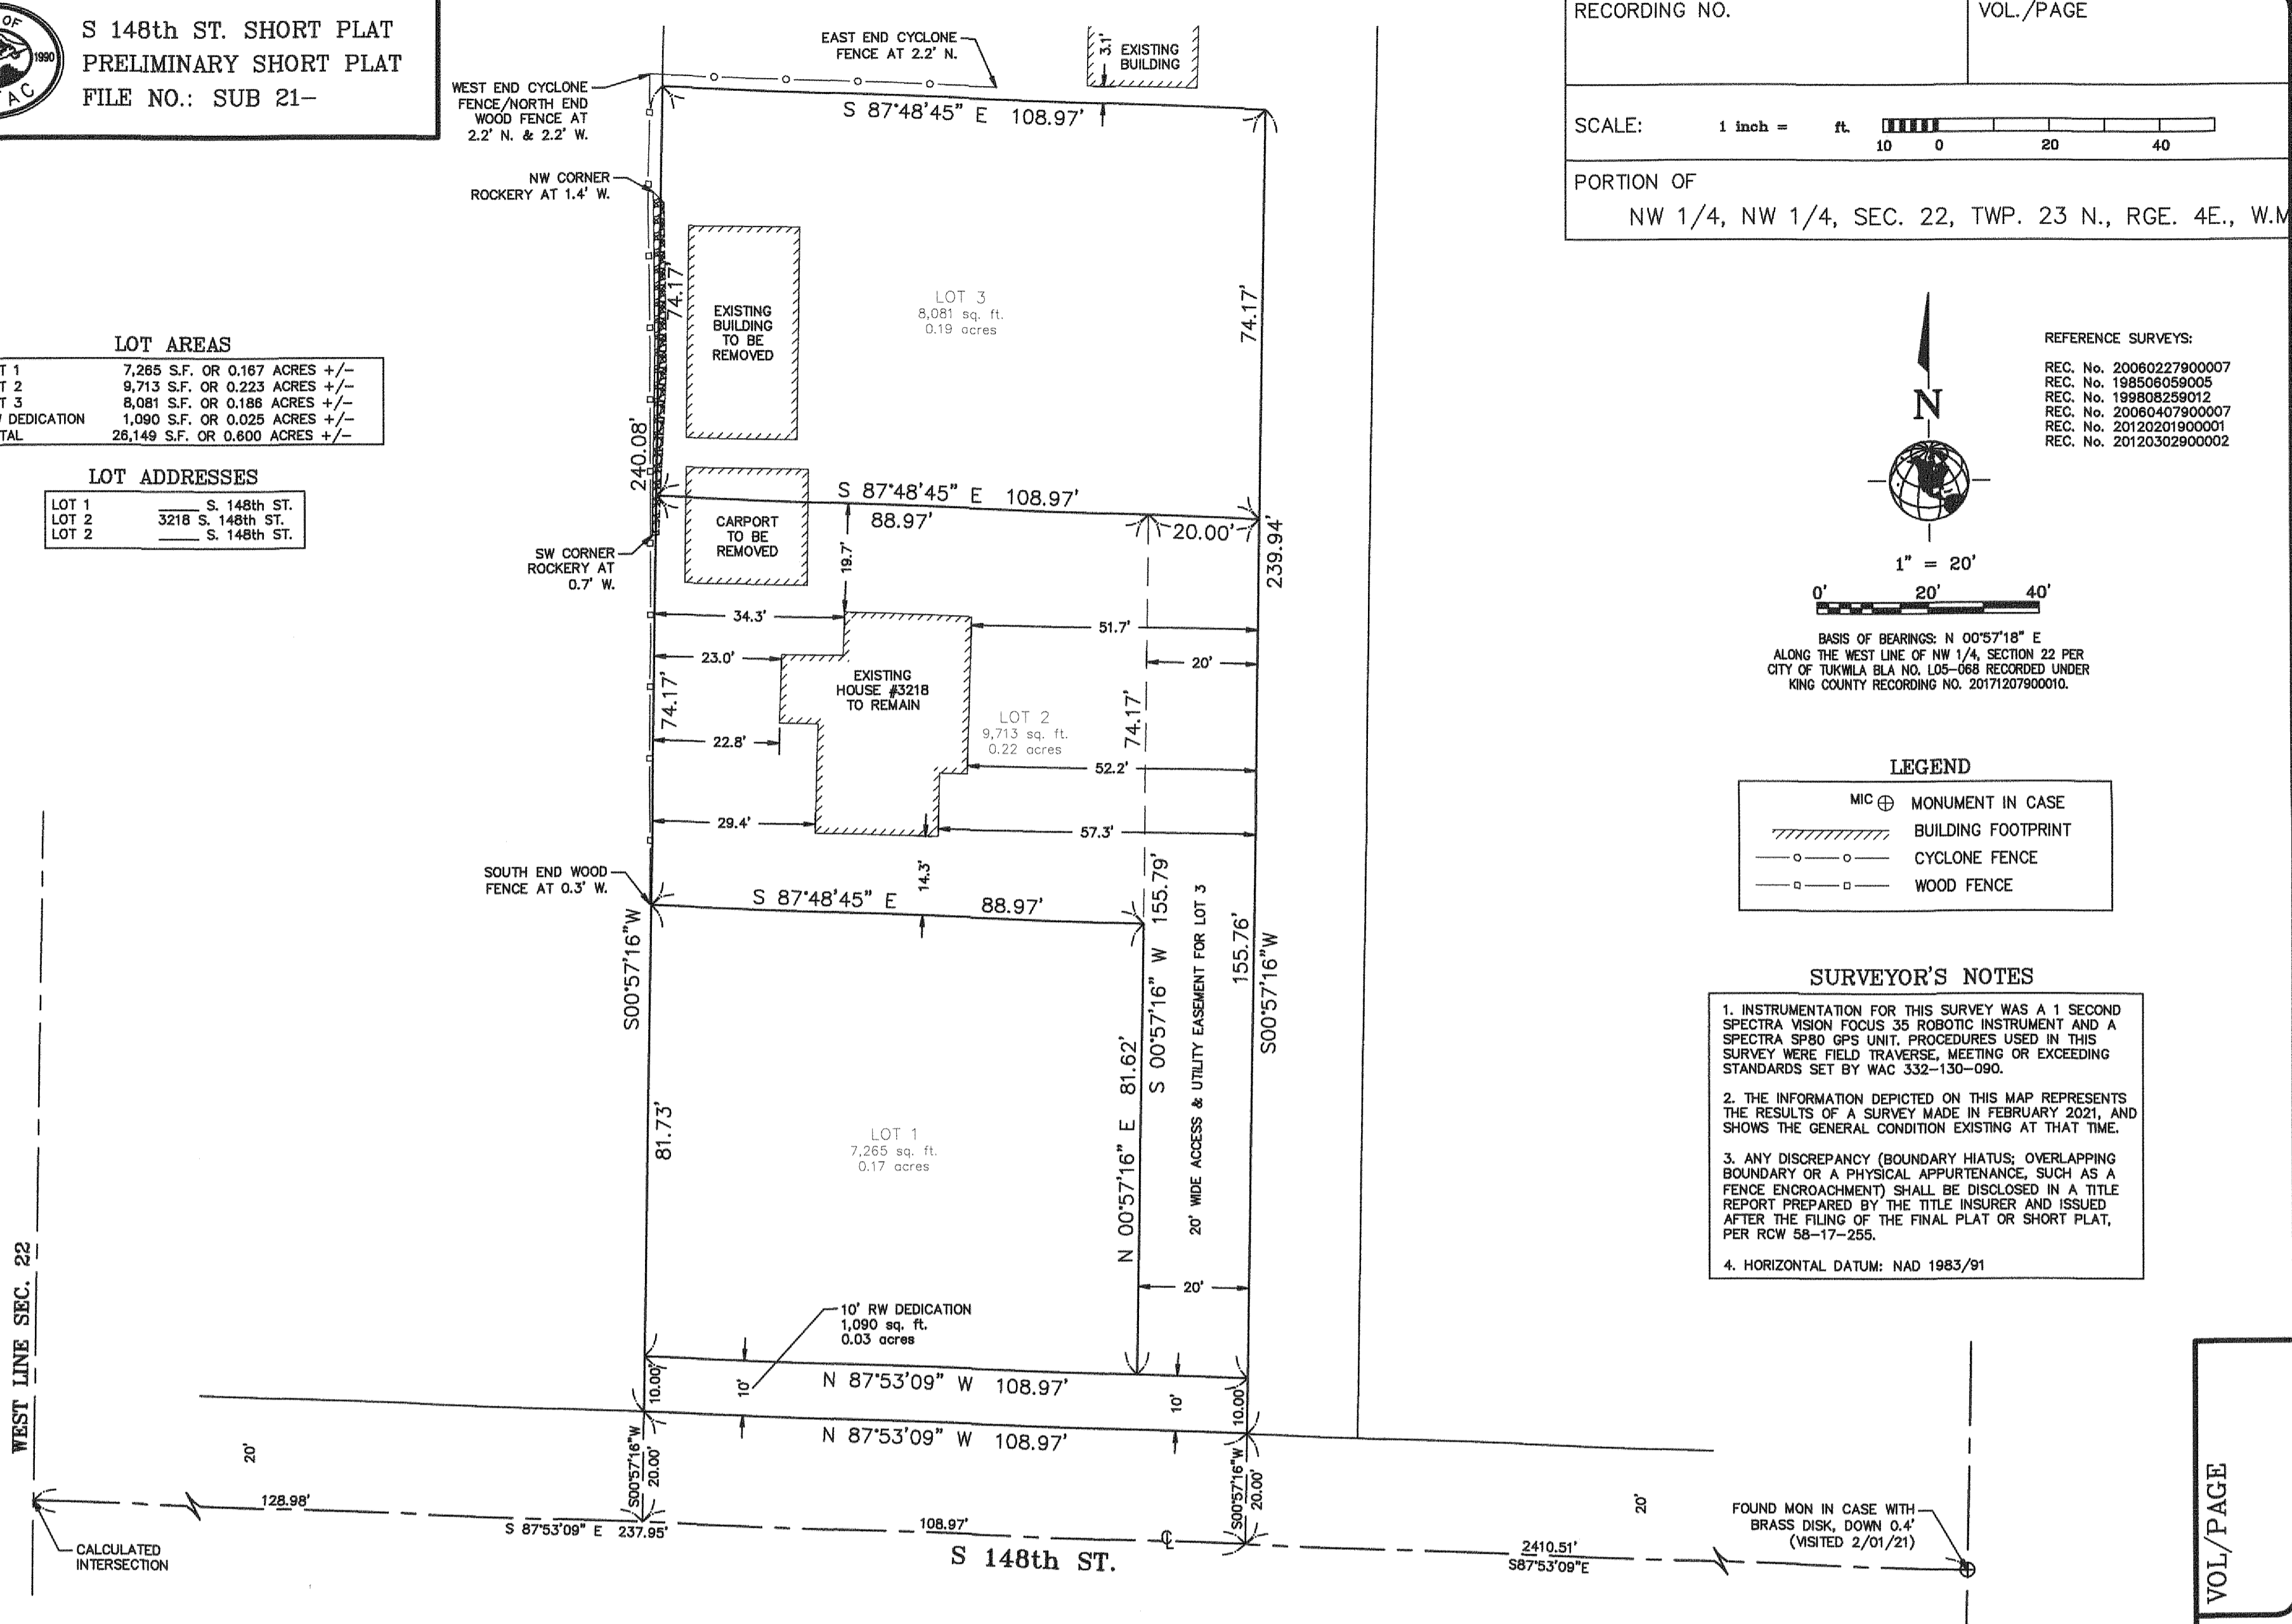 OF
1990
TAC
S 148th ST. SHORT PLAT
PRELIMINARY SHORT PLAT
FILE NO.: SUB 21-
RECORDING NO.
VOL./PAGE
SCALE: 1 inch = ft.
10 0 20 40
PORTION OF
NW 1/4, NW 1/4, SEC. 22, TWP. 23 N., RGE. 4E., W.M
EAST END CYCLONE
FENCE AT 2.2' N.
3.1'
EXISTING
BUILDING
WEST END CYCLONE
FENCE/NORTH END
WOOD FENCE AT
2.2' N. & 2.2' W.
S 87°48'45" E 108.97'
NW CORNER
ROCKERY AT 1.4' W.
74.17'
EXISTING
BUILDING
TO BE
REMOVED
LOT 3
8,081 sq. ft.
0.19 acres
74.17'
240.08'
LOT AREAS
T 1 7,265 S.F. OR 0.167 ACRES +/-
T 2 9,713 S.F. OR 0.223 ACRES +/-
T 3 8,081 S.F. OR 0.186 ACRES +/-
DEDICATION 1,090 S.F. OR 0.025 ACRES +/-
TAL 26,149 S.F. OR 0.600 ACRES +/-
LOT ADDRESSES
LOT 1 _____ S. 148th ST.
LOT 2 3218 S. 148th ST.
LOT 2 _____ S. 148th ST.
S 87°48'45" E 108.97'
88.97'
20.00'
239.94'
CARPORT
TO BE
REMOVED
19.7'
SW CORNER
ROCKERY AT
0.7' W.
34.3'
51.7'
23.0'
20'
EXISTING
HOUSE #3218
TO REMAIN
74.17'
LOT 2
9,713 sq. ft.
0.22 acres
74.17'
22.8'
52.2'
29.4'
57.3'
14.3'
SOUTH END WOOD
FENCE AT 0.3' W.
S 87°48'45" E 88.97'
S00°57'16"W
S 00°57'16" W 155.79'
20' WIDE ACCESS & UTILITY EASEMENT FOR LOT 3
155.76'
S00°57'16"W
N 00°57'16" E 81.62'
81.73'
LOT 1
7,265 sq. ft.
0.17 acres
20'
10' RW DEDICATION
1,090 sq. ft.
0.03 acres
10.00'
10'
N 87°53'09" W 108.97'
10'
10.00'
N 87°53'09" W 108.97'
S00°57'16"W
20.00'
S00°57'16"W
20.00'
WEST LINE SEC. 22
20'
128.98'
S 87°53'09" E 237.95'
108.97'
℄
S 148th ST.
CALCULATED
INTERSECTION
2410.51'
S87°53'09"E
20'
FOUND MON IN CASE WITH
BRASS DISK, DOWN 0.4'
(VISITED 2/01/21)
REFERENCE SURVEYS:
REC. No. 20060227900007
REC. No. 198506059005
REC. No. 199808259012
REC. No. 20060407900007
REC. No. 20120201900001
REC. No. 20120302900002
N
1" = 20'
0' 20' 40'
BASIS OF BEARINGS: N 00°57'18" E
ALONG THE WEST LINE OF NW 1/4, SECTION 22 PER
CITY OF TUKWILA BLA NO. L05-068 RECORDED UNDER
KING COUNTY RECORDING NO. 20171207900010.
LEGEND
MIC MONUMENT IN CASE
BUILDING FOOTPRINT
CYCLONE FENCE
WOOD FENCE
SURVEYOR'S NOTES
1. INSTRUMENTATION FOR THIS SURVEY WAS A 1 SECOND
SPECTRA VISION FOCUS 35 ROBOTIC INSTRUMENT AND A
SPECTRA SP80 GPS UNIT. PROCEDURES USED IN THIS
SURVEY WERE FIELD TRAVERSE, MEETING OR EXCEEDING
STANDARDS SET BY WAC 332-130-090.
2. THE INFORMATION DEPICTED ON THIS MAP REPRESENTS
THE RESULTS OF A SURVEY MADE IN FEBRUARY 2021, AND
SHOWS THE GENERAL CONDITION EXISTING AT THAT TIME.
3. ANY DISCREPANCY (BOUNDARY HIATUS; OVERLAPPING
BOUNDARY OR A PHYSICAL APPURTENANCE, SUCH AS A
FENCE ENCROACHMENT) SHALL BE DISCLOSED IN A TITLE
REPORT PREPARED BY THE TITLE INSURER AND ISSUED
AFTER THE FILING OF THE FINAL PLAT OR SHORT PLAT,
PER RCW 58-17-255.
4. HORIZONTAL DATUM: NAD 1983/91
VOL/PAGE